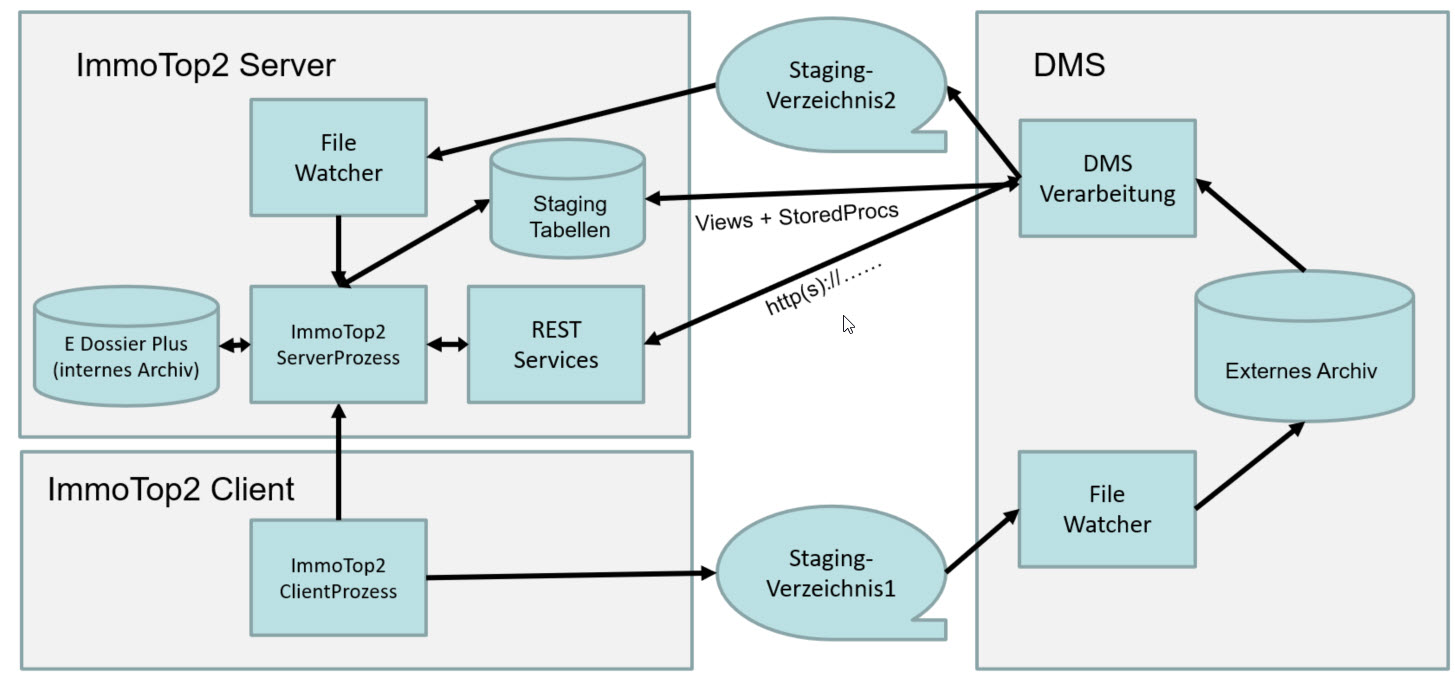 ImmoTop2 Server
Staging-
Verzeichnis2
DMS
File
Watcher
DMS
Verarbeitung
Staging
Tabellen
Views + StoredProcs
http(s)://.......
E Dossier Plus
(internes Archiv)
ImmoTop2
ServerProzess
REST
Services
Externes Archiv
ImmoTop2 Client
File
Watcher
ImmoTop2
ClientProzess
Staging-
Verzeichnis1